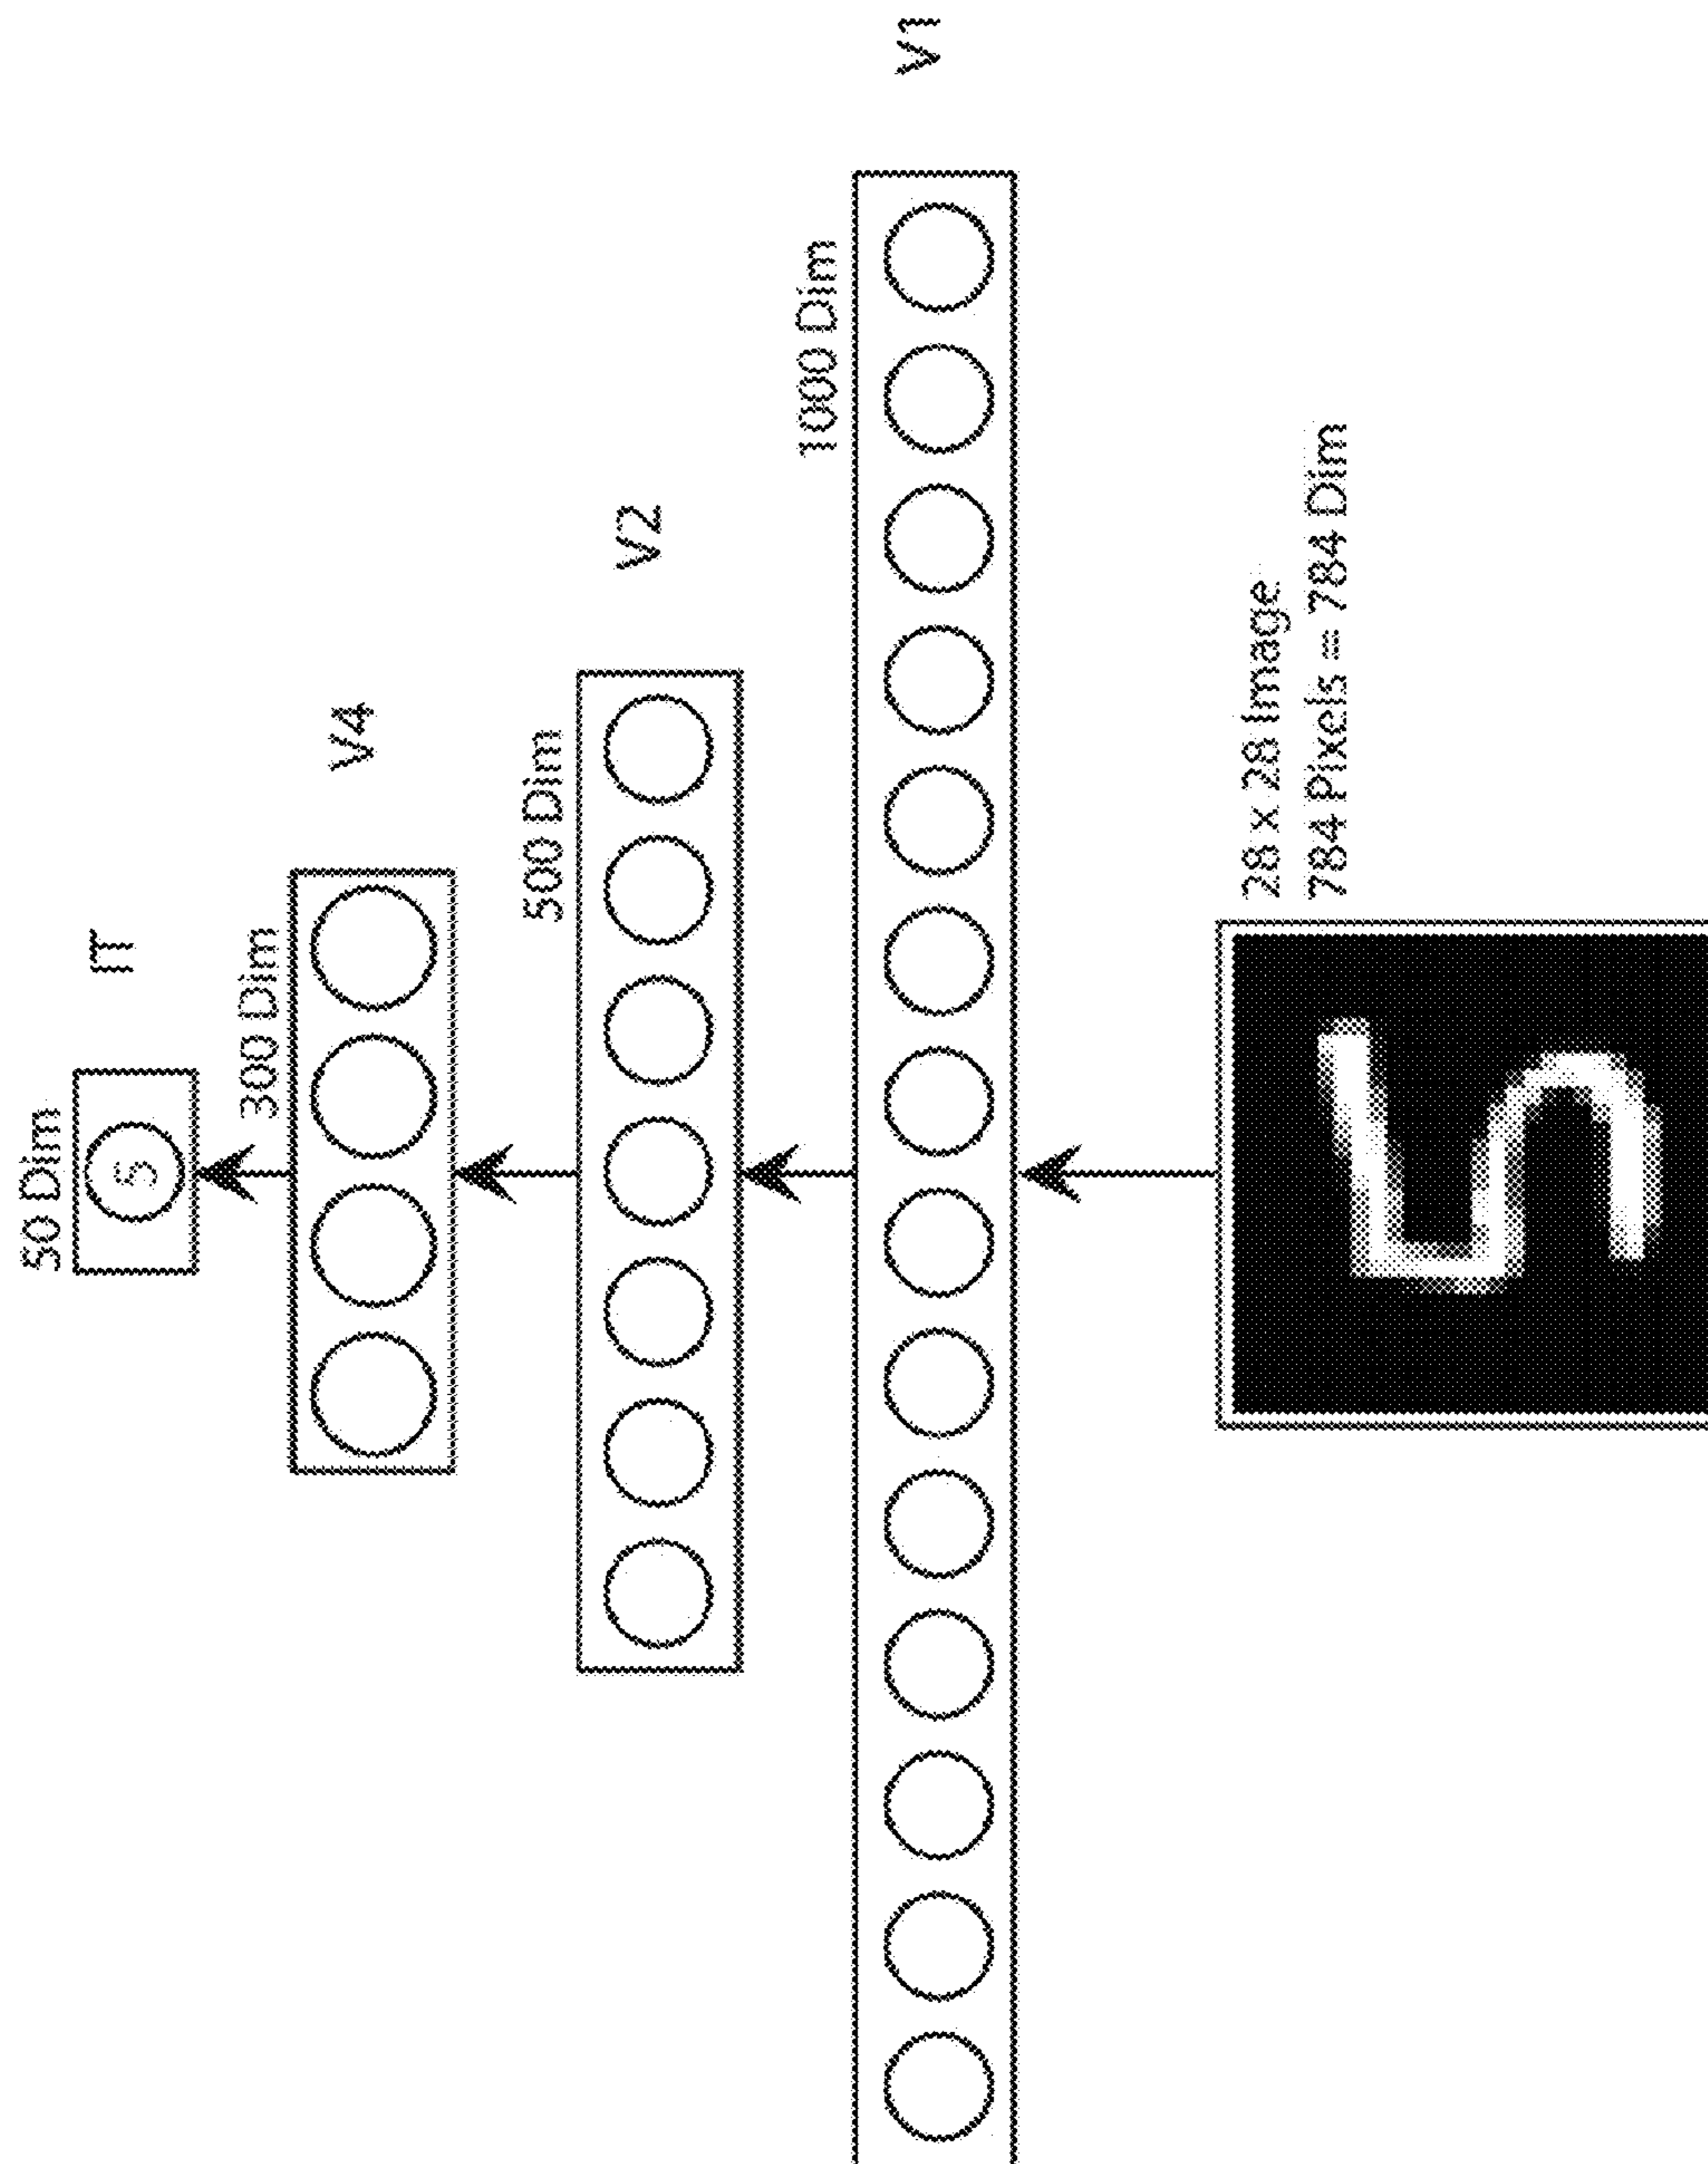 50 Dim
IT
5
300 Dim
V4
500 Dim
V2
1000 Dim
V1
28 x 28 Image
784 Pixels = 784 Dim
5